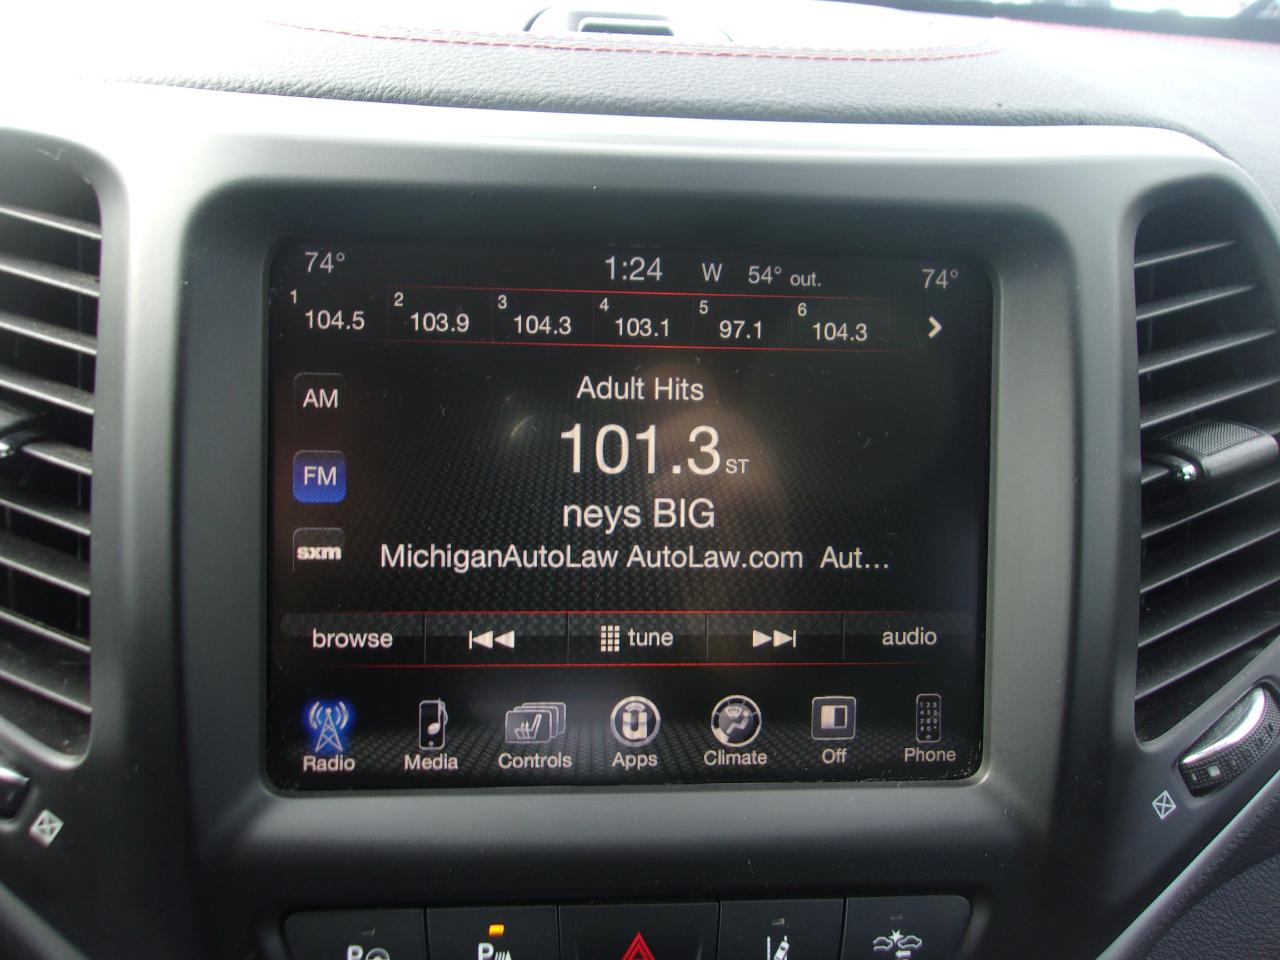 74° 1:24 W 54° out. 74°
1 104.5 2 103.9 3 104.3 4 103.1 5 97.1 6 104.3
AM
Adult Hits
FM
101.3 ST
neys BIG
sxm
MichiganAutoLaw AutoLaw.com Aut...
browse tune audio
Radio Media Controls Apps Climate Off Phone
P P